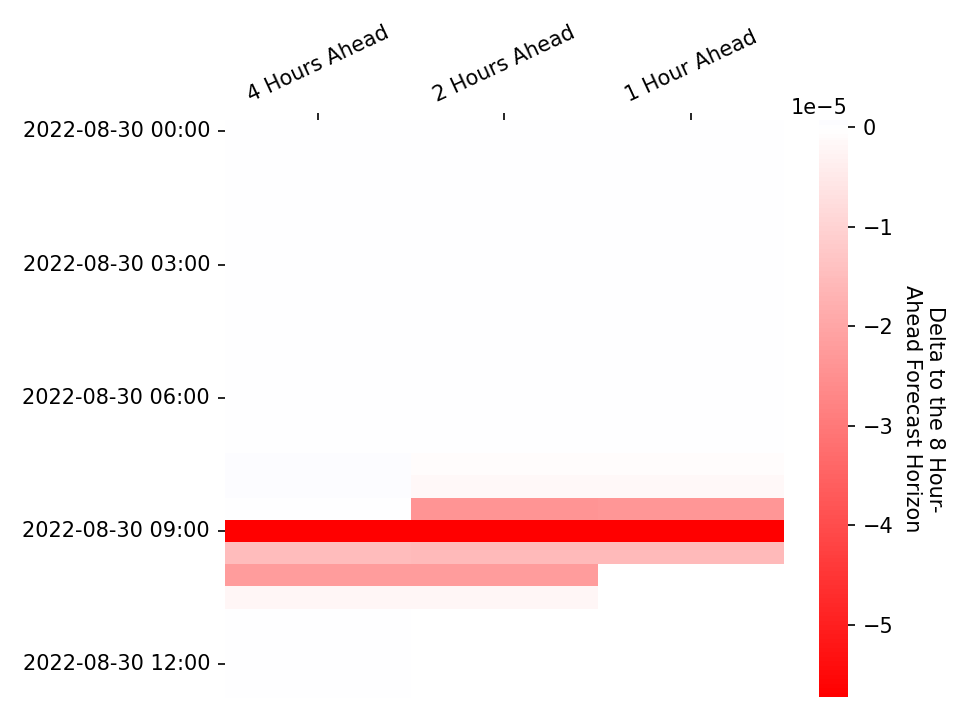 4 Hours Ahead
2 Hours Ahead
1 Hour Ahead
2022-08-30 00:00
2022-08-30 03:00
2022-08-30 06:00
2022-08-30 09:00
2022-08-30 12:00
1e−5
0
−1
−2
−3
−4
−5
Delta to the 8 Hour-
Ahead Forecast Horizon